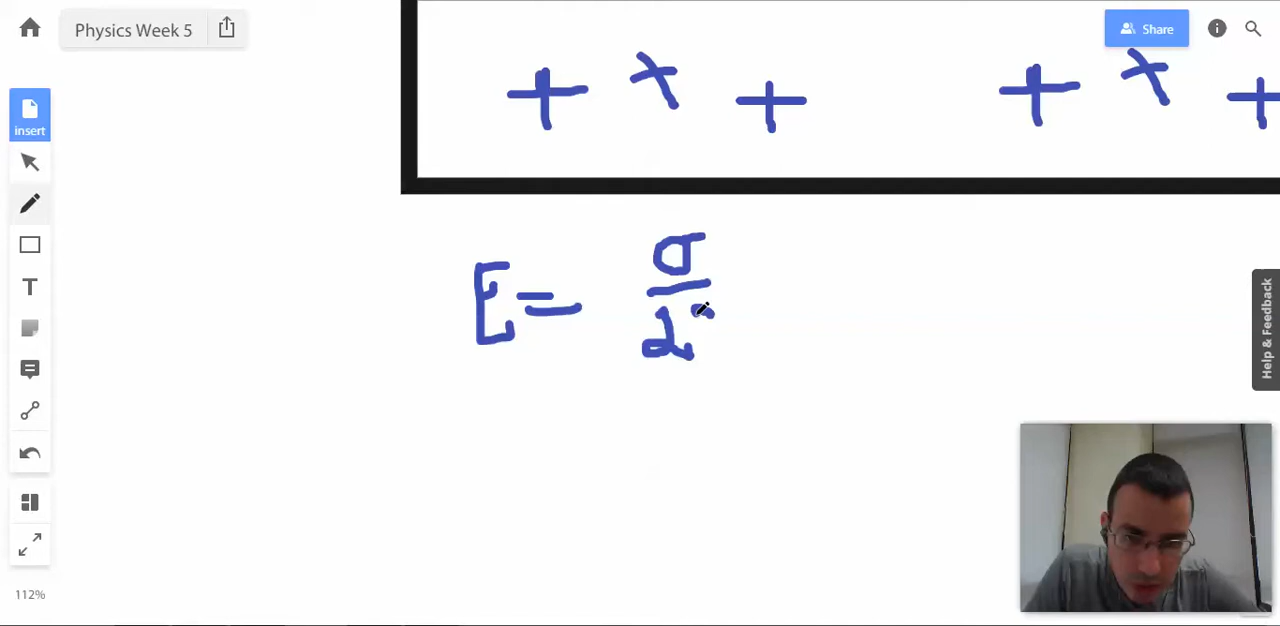 Physics Week 5
Share
+ + +
+ + +
insert
T
E = σ
2
Help & Feedback
112%